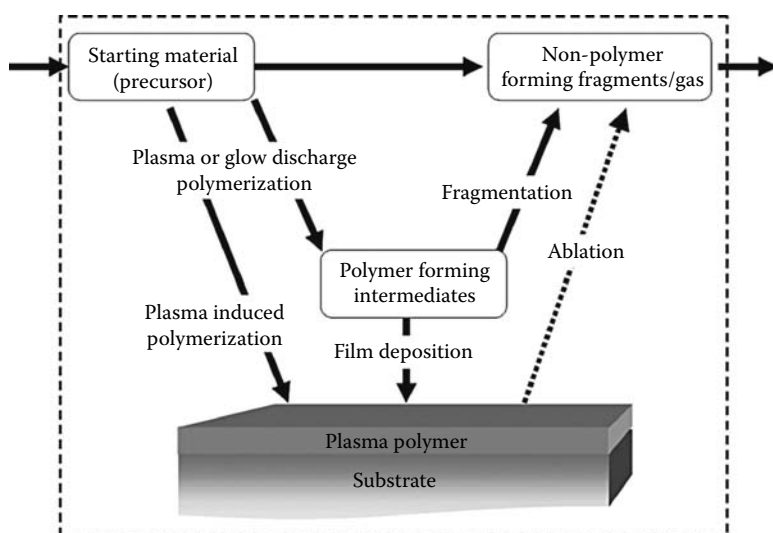 Starting material
(precursor)
Non-polymer
forming fragments/gas
Plasma or glow discharge
polymerization
Fragmentation
Ablation
Polymer forming
intermediates
Plasma induced
polymerization
Film deposition
Plasma polymer
Substrate